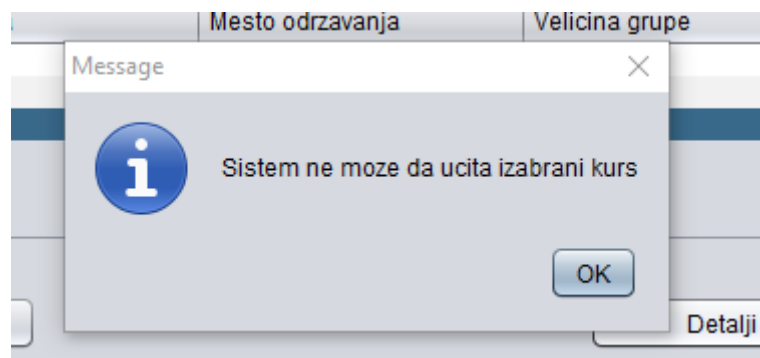 Mesto odrzavanja
Velicina grupe
Message
Sistem ne moze da ucita izabrani kurs
OK
Detalji